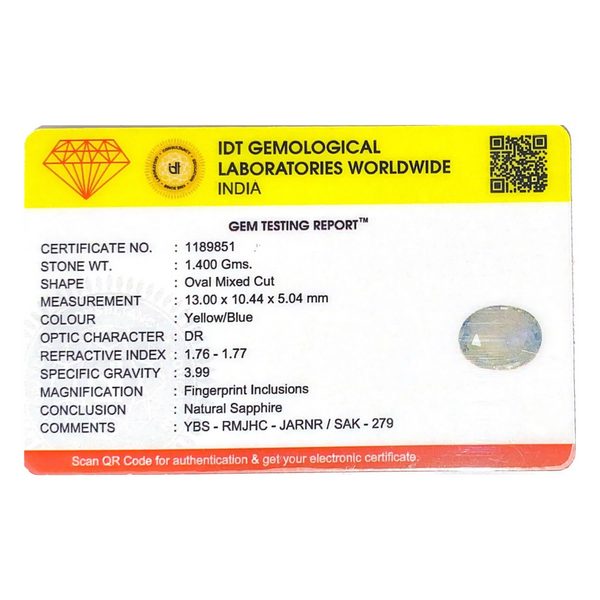 IDT GEMOLOGICAL
LABORATORIES WORLDWIDE
INDIA
GEM TESTING REPORT™
CERTIFICATE NO. : 1189851
STONE WT. : 1.400 Gms.
SHAPE : Oval Mixed Cut
MEASUREMENT : 13.00 x 10.44 x 5.04 mm
COLOUR : Yellow/Blue
OPTIC CHARACTER : DR
REFRACTIVE INDEX : 1.76 - 1.77
SPECIFIC GRAVITY : 3.99
MAGNIFICATION : Fingerprint Inclusions
CONCLUSION : Natural Sapphire
COMMENTS : YBS - RMJHC - JARNR / SAK - 279
Scan QR Code for authentication & get your electronic certificate.